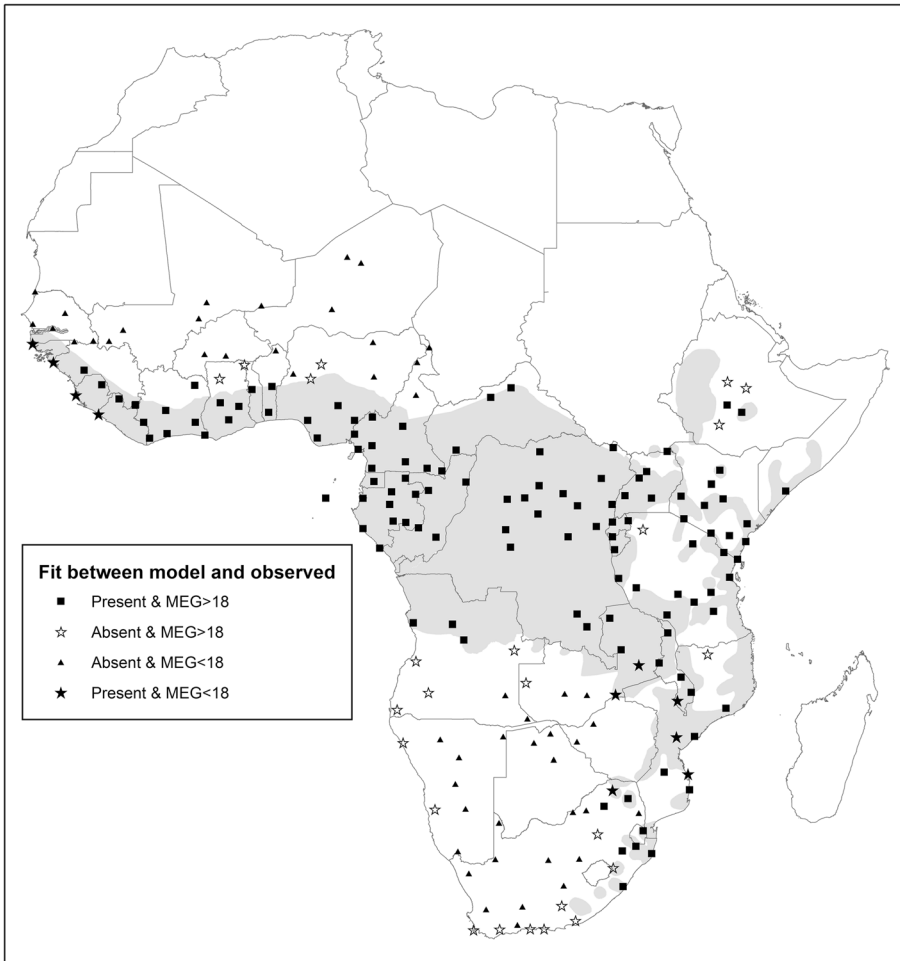 Fit between model and observed
Present & MEG>18
Absent & MEG>18
Absent & MEG<18
Present & MEG<18